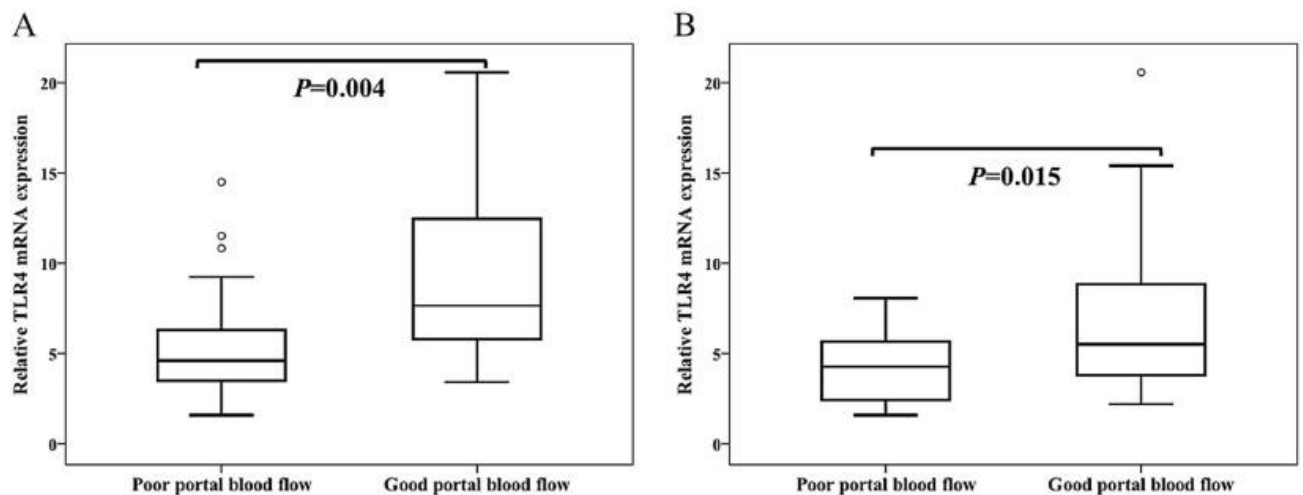 A
Relative TLR4 mRNA expression
20
15
10
5
0
P=0.004
Poor portal blood flow
Good portal blood flow
B
Relative TLR4 mRNA expression
20
15
10
5
0
P=0.015
Poor portal blood flow
Good portal blood flow